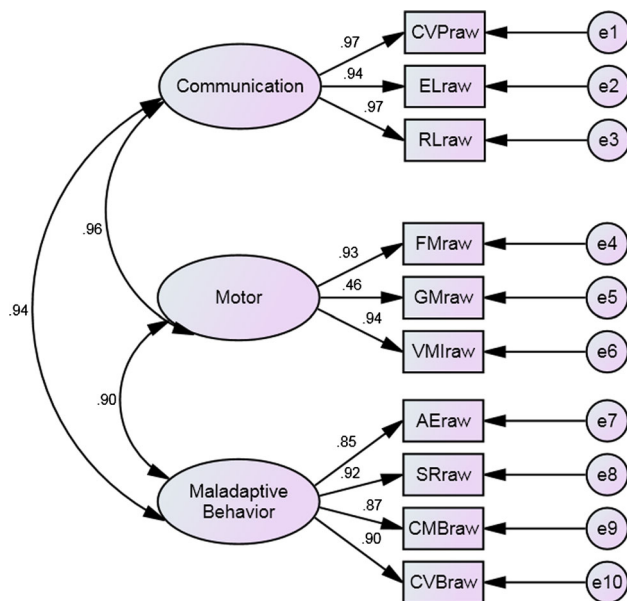 .97
CVPraw
e1
Communication
.94
ELraw
e2
.97
RLraw
e3
.96
.93
FMraw
e4
Motor
.46
GMraw
e5
.94
.94
VMIraw
e6
.90
.85
AEraw
e7
.92
SRraw
e8
Maladaptive
Behavior
.87
CMBraw
e9
.90
CVBraw
e10